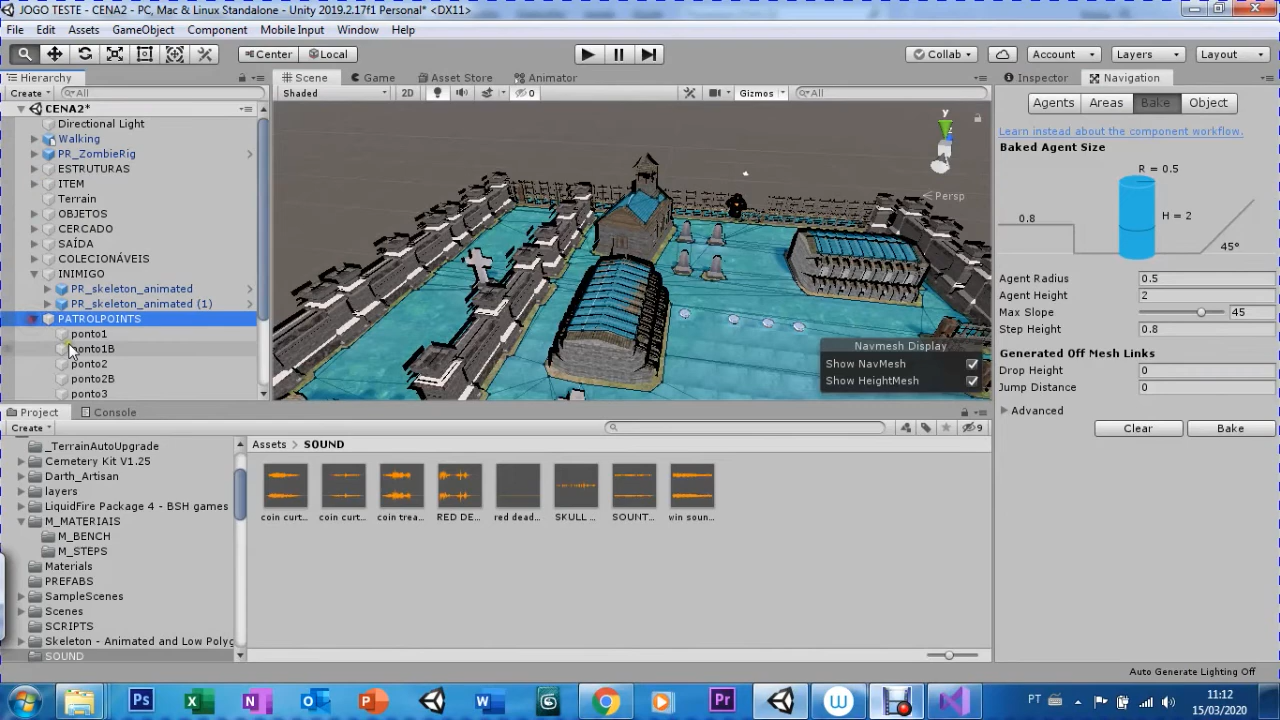 JOGO TESTE - CENA2 - PC, Mac & Linux Standalone - Unity 2019.2.17f1 Personal* <DX11>
File Edit Assets GameObject Component Mobile Input Window Help
Center Local Collab Account Layers Layout
Hierarchy Scene Game Asset Store Animator Inspector Navigation
Create All Shaded 2D 0 Gizmos All
Agents Areas Bake Object
CENA2*
Directional Light
Walking
PR_ZombieRig
ESTRUTURAS
ITEM
Terrain
OBJETOS
CERCADO
SAÍDA
COLECIONÁVEIS
INIMIGO
PR_skeleton_animated
PR_skeleton_animated (1)
PATROLPOINTS
ponto1
ponto1B
ponto2
ponto2B
ponto3
y
Persp
Navmesh Display
Show NavMesh
Show HeightMesh
Learn instead about the component workflow.
Baked Agent Size
R = 0.5
0.8
H = 2
45°
Agent Radius 0.5
Agent Height 2
Max Slope 45
Step Height 0.8
Generated Off Mesh Links
Drop Height 0
Jump Distance 0
Advanced
Clear Bake
Project Console
Create 9
_TerrainAutoUpgrade
Cemetery Kit V1.25
Darth_Artisan
layers
LiquidFire Package 4 - BSH games
M_MATERIAIS
M_BENCH
M_STEPS
Materials
PREFABS
SampleScenes
Scenes
SCRIPTS
Skeleton - Animated and Low Polyg
SOUND
Assets > SOUND
coin curt... coin curt... coin trea... RED DE... red dead... SKULL ... SOUNT... win soun...
Auto Generate Lighting Off
Ps W Pr PT 11:12
15/03/2020